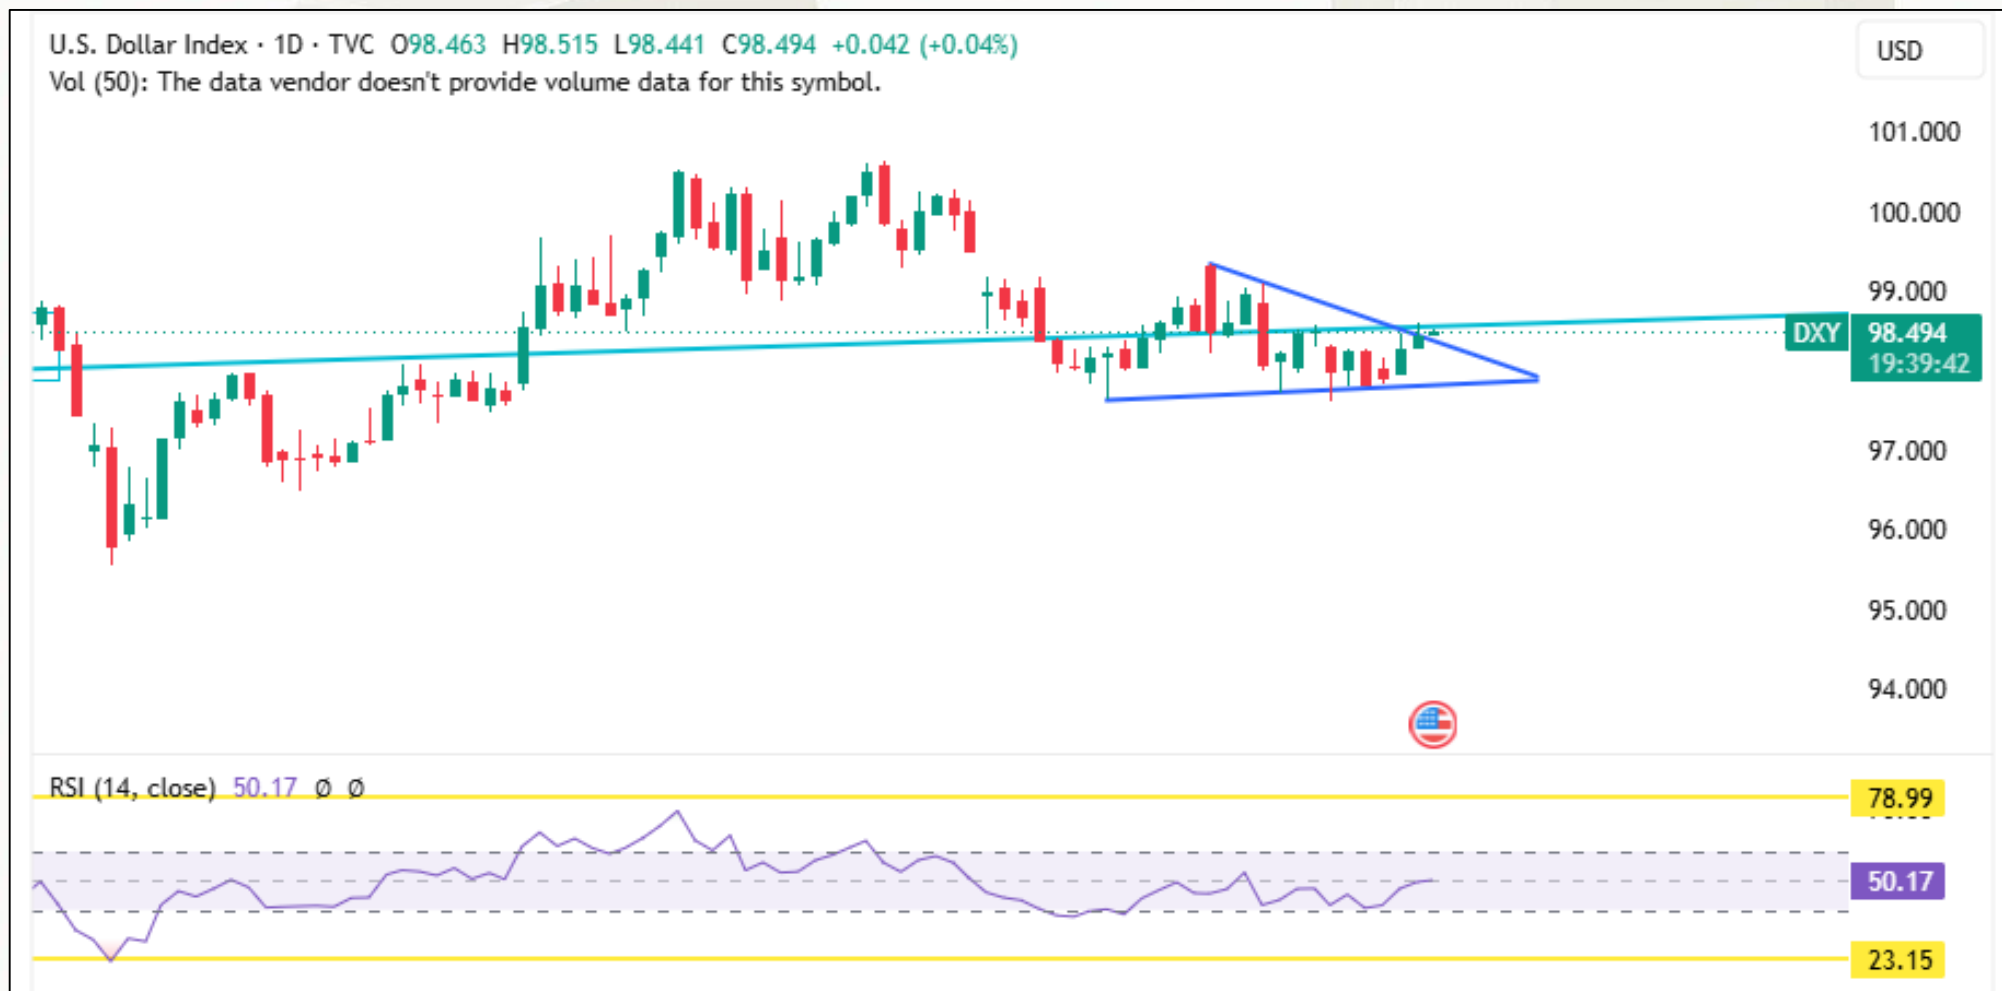 U.S. Dollar Index · 1D · TVC O98.463 H98.515 L98.441 C98.494 +0.042 (+0.04%)
USD
Vol (50): The data vendor doesn't provide volume data for this symbol.
101.000
100.000
99.000
DXY 98.494
19:39:42
97.000
96.000
95.000
94.000
RSI (14, close) 50.17 Ø Ø
78.99
50.17
23.15